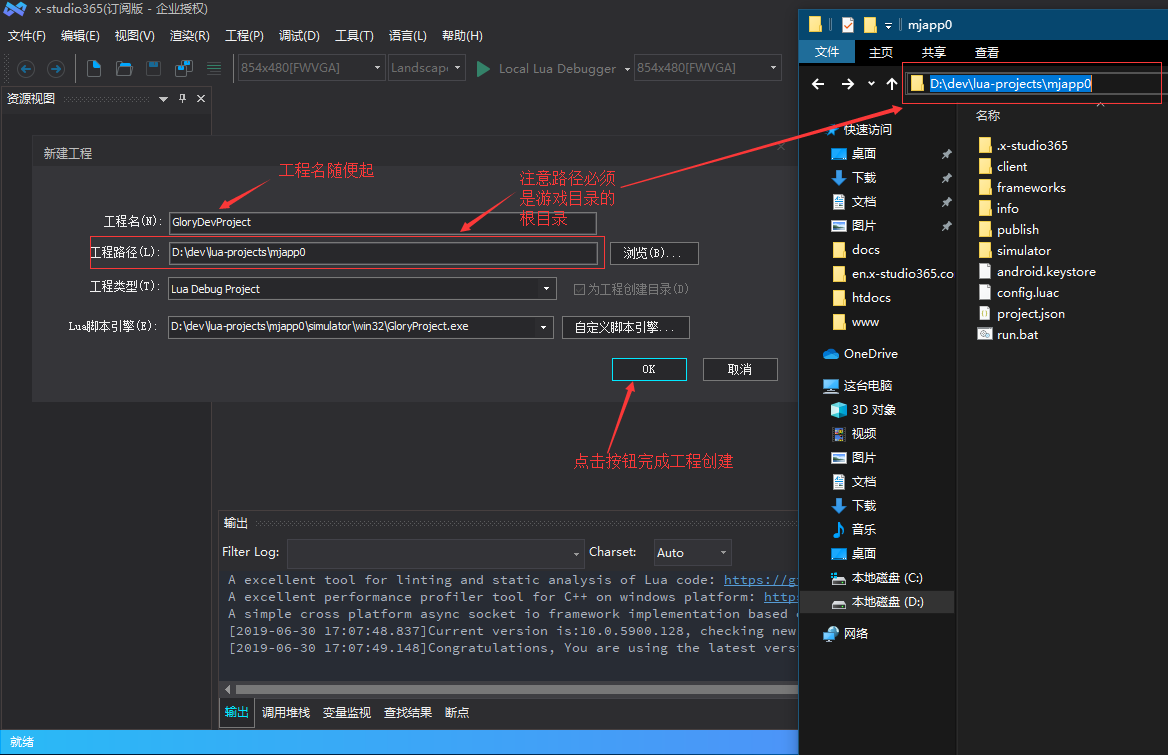 x-studio365(订阅版 - 企业授权)
文件(F) 编辑(E) 视图(V) 渲染(R) 工程(P) 调试(D) 工具(T) 语言(L) 帮助(H)
854x480[FWVGA] Landscape Local Lua Debugger 854x480[FWVGA]
资源视图
新建工程
工程名随便起
注意路径必须
是游戏目录的
根目录
工程名(N): GloryDevProject
工程路径(L): D:\dev\lua-projects\mjapp0 浏览(B)...
工程类型(T): Lua Debug Project 为工程创建目录(D)
Lua脚本引擎(E): D:\dev\lua-projects\mjapp0\simulator\win32\GloryProject.exe 自定义脚本引擎...
OK 取消
点击按钮完成工程创建
输出
Filter Log: Charset: Auto
A excellent tool for linting and static analysis of Lua code: https://g
A excellent performance profiler tool for C++ on windows platform: https
A simple cross platform async socket io framework implementation based
[2019-06-30 17:07:48.837]Current version is:10.0.5900.128, checking new
[2019-06-30 17:07:49.148]Congratulations, You are using the latest vers
输出 调用堆栈 变量监视 查找结果 断点
就绪
mjapp0
文件 主页 共享 查看
D:\dev\lua-projects\mjapp0
快速访问
桌面
下载
文档
图片
docs
en.x-studio365.co
htdocs
www
OneDrive
这台电脑
3D 对象
视频
图片
文档
下载
音乐
桌面
本地磁盘 (C:)
本地磁盘 (D:)
网络
名称
.x-studio365
client
frameworks
info
publish
simulator
android.keystore
config.luac
project.json
run.bat